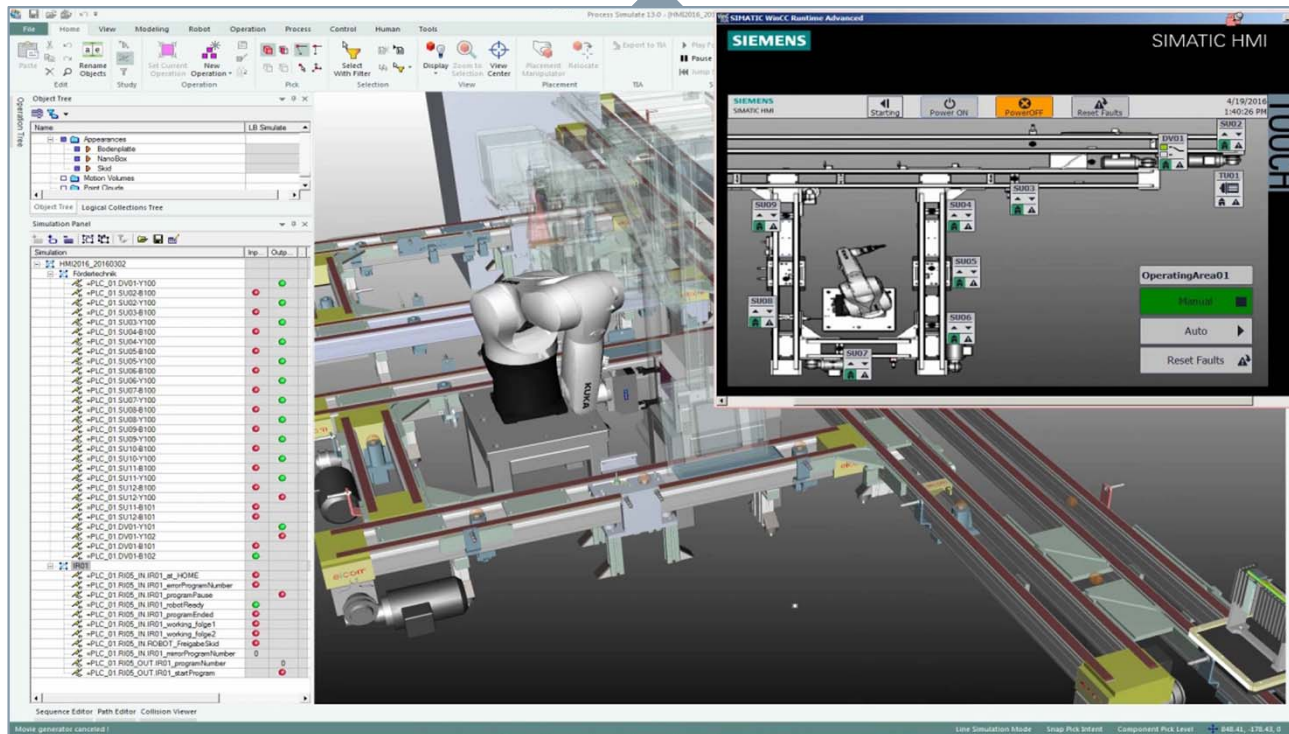 Process Simulate 13.0 - [HMI2016_201
File Home View Modeling Robot Operation Process Control Human Tools
Paste
Rename Objects
Set Current Operation
New Operation
Select With Filter
Display
Zoom to Selection
View Center
Placement Manipulator
Relocate
Export to TIA
Play Fo
Pause
Jump S
Edit Study Operation Pick Selection View Placement TIA
Operation Tree
Object Tree
Name LB Simulate
Appearances
Bodenplatte
NanoBox
Skid
Motion Volumes
Point Clouds
Object Tree Logical Collections Tree
Simulation Panel
Simulation Inp... Outp...
HMI2016_20160302
Fördertechnik
=PLC_01.DV01-Y100
=PLC_01.SU02-B100
=PLC_01.SU02-Y100
=PLC_01.SU03-B100
=PLC_01.SU03-Y100
=PLC_01.SU04-B100
=PLC_01.SU04-Y100
=PLC_01.SU05-B100
=PLC_01.SU05-Y100
=PLC_01.SU06-B100
=PLC_01.SU06-Y100
=PLC_01.SU07-B100
=PLC_01.SU07-Y100
=PLC_01.SU08-B100
=PLC_01.SU08-Y100
=PLC_01.SU09-B100
=PLC_01.SU09-Y100
=PLC_01.SU10-B100
=PLC_01.SU10-Y100
=PLC_01.SU11-B100
=PLC_01.SU11-Y100
=PLC_01.SU12-B100
=PLC_01.SU12-Y100
=PLC_01.SU11-B101
=PLC_01.SU12-B101
=PLC_01.DV01-Y101
=PLC_01.DV01-Y102
=PLC_01.DV01-B101
=PLC_01.DV01-B102
IR01
=PLC_01.RI05_IN.IR01_at_HOME
=PLC_01.RI05_IN.IR01_errorProgramNumber
=PLC_01.RI05_IN.IR01_programPause
=PLC_01.RI05_IN.IR01_robotReady
=PLC_01.RI05_IN.IR01_programEnded
=PLC_01.RI05_IN.IR01_working_folge1
=PLC_01.RI05_IN.IR01_working_folge2
=PLC_01.RI05_IN.ROBOT_FreigabeSkid
=PLC_01.RI05_IN.IR01_mirrorProgramNumber 0
=PLC_01.RI05_OUT.IR01_programNumber 0
=PLC_01.RI05_OUT.IR01_startProgram
Sequence Editor Path Editor Collision Viewer
Movie generator canceled !
Line Simulation Mode Snap Pick Intent Component Pick Level 848.41, -178.43, 0
KUKA
eicom
SIMATIC WinCC Runtime Advanced
SIEMENS SIMATIC HMI
TOUCH
SIEMENS
SIMATIC HMI
Starting
Power ON
PowerOFF
Reset Faults
4/19/2016
1:40:26 PM
SU02
DV01
TU01
SU03
SU09
SU04
SU05
SU08
SU06
SU07
OperatingArea01
Manual
Auto
Reset Faults